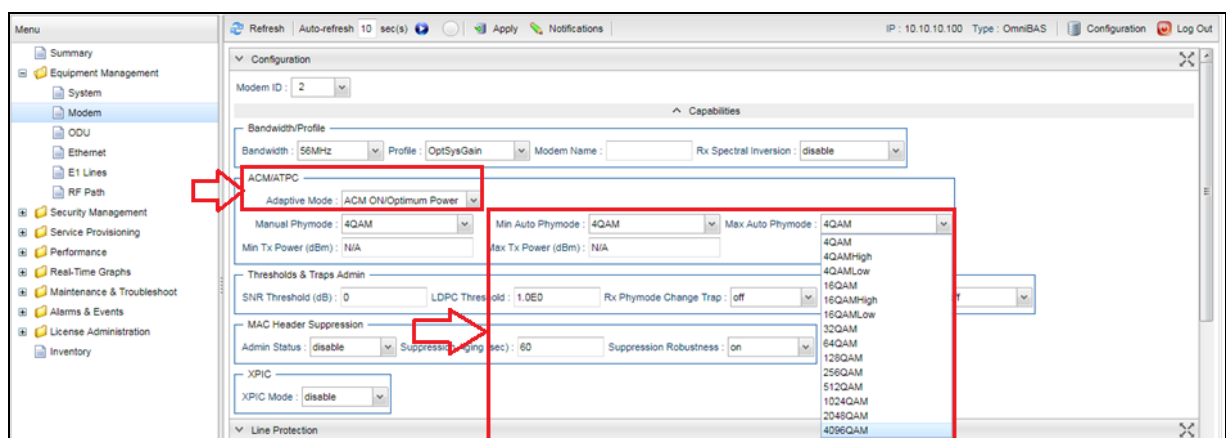 Menu
Refresh Auto-refresh 10 sec(s) Apply Notifications IP : 10.10.10.100 Type : OmniBAS Configuration Log Out
Summary
Equipment Management
System
Modem
ODU
Ethernet
E1 Lines
RF Path
Security Management
Service Provisioning
Performance
Real-Time Graphs
Maintenance & Troubleshoot
Alarms & Events
License Administration
Inventory
Configuration
Modem ID : 2
Capabilities
Bandwidth/Profile
Bandwidth : 56MHz Profile : OptSysGain Modem Name : Rx Spectral Inversion : disable
ACM/ATPC
Adaptive Mode : ACM ON/Optimum Power
Manual Phymode : 4QAM Min Auto Phymode : 4QAM Max Auto Phymode : 4QAM
Min Tx Power (dBm) : N/A Max Tx Power (dBm) : N/A
4QAM
4QAMHigh
4QAMLow
16QAM
16QAMHigh
16QAMLow
32QAM
64QAM
128QAM
256QAM
512QAM
1024QAM
2048QAM
4096QAM
Thresholds & Traps Admin
SNR Threshold (dB) : 0 LDPC Threshold : 1.0E0 Rx Phymode Change Trap : off
MAC Header Suppression
Admin Status : disable Suppression Aging (sec) : 60 Suppression Robustness : on
XPIC
XPIC Mode : disable
Line Protection